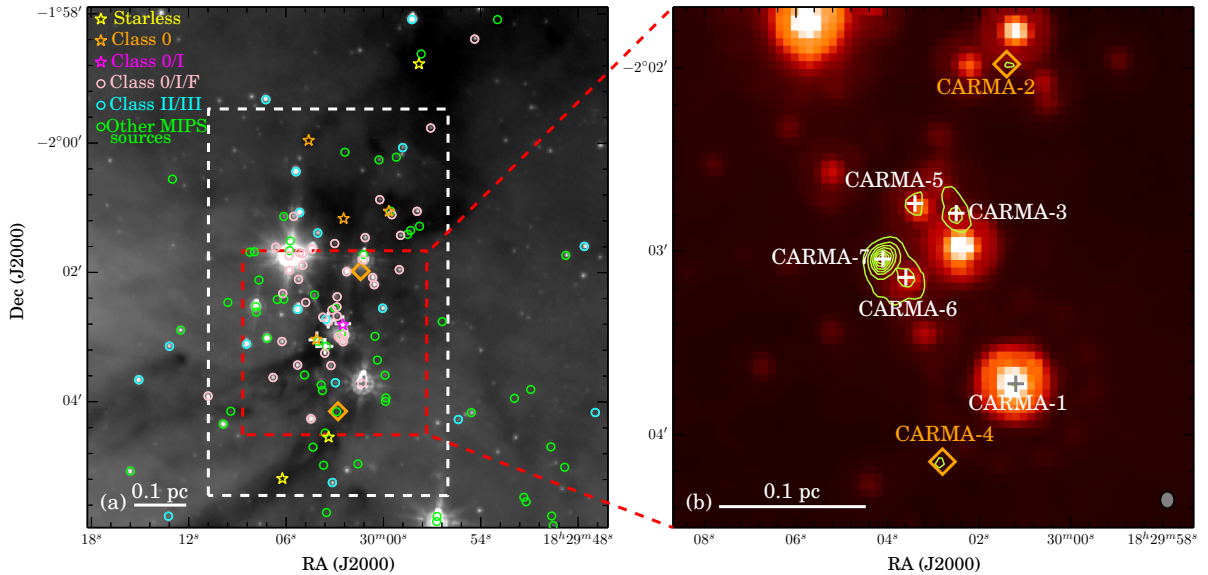 Starless
Class 0
Class 0/I
Class 0/I/F
Class II/III
Other MIPS
sources
−1°58′
−2°00′
02′
04′
Dec (J2000)
(a)
0.1 pc
18ˢ
12ˢ
06ˢ
30ᵐ00ˢ
54ˢ
18ʰ29ᵐ48ˢ
RA (J2000)
−2°02′
03′
04′
CARMA-2
CARMA-5
CARMA-3
CARMA-7
CARMA-6
CARMA-1
CARMA-4
(b)
0.1 pc
08ˢ
06ˢ
04ˢ
02ˢ
30ᵐ00ˢ
18ʰ29ᵐ58ˢ
RA (J2000)